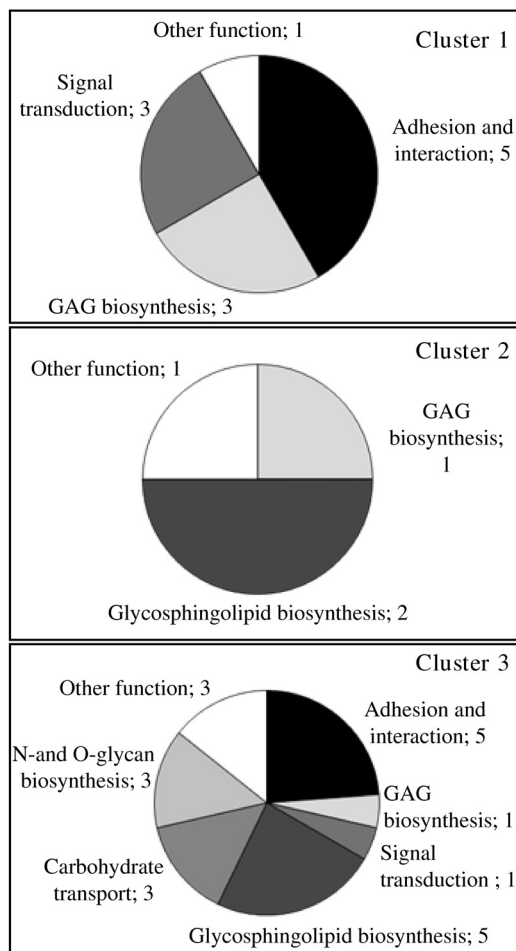 Cluster 1
Other function; 1
Signal
transduction; 3
Adhesion and
interaction; 5
GAG biosynthesis; 3
Cluster 2
Other function; 1
GAG
biosynthesis;
1
Glycosphingolipid biosynthesis; 2
Cluster 3
Other function; 3
Adhesion and
interaction; 5
N-and O-glycan
biosynthesis; 3
GAG
biosynthesis; 1
Signal
transduction ; 1
Carbohydrate
transport; 3
Glycosphingolipid biosynthesis; 5